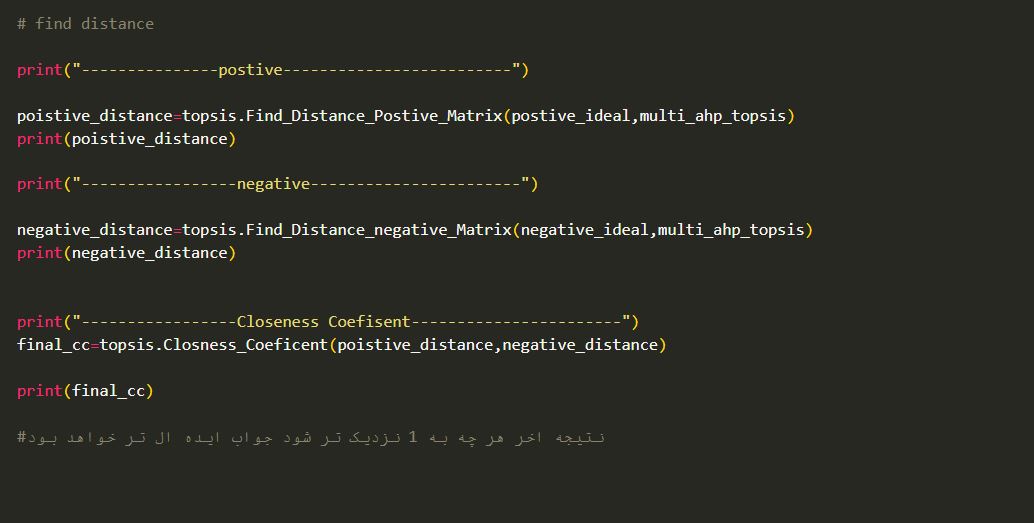 # find distance
print("---------------postive-------------------------")
poistive_distance=topsis.Find_Distance_Postive_Matrix(postive_ideal,multi_ahp_topsis)
print(poistive_distance)
print("-----------------negative-----------------------")
negative_distance=topsis.Find_Distance_negative_Matrix(negative_ideal,multi_ahp_topsis)
print(negative_distance)
print("-----------------Closeness Coefisent-----------------------")
final_cc=topsis.Closness_Coeficent(poistive_distance,negative_distance)
print(final_cc)
#نتیجه اخر هر چه به 1 نزدیک تر شود جواب ایده ال تر خواهد بود